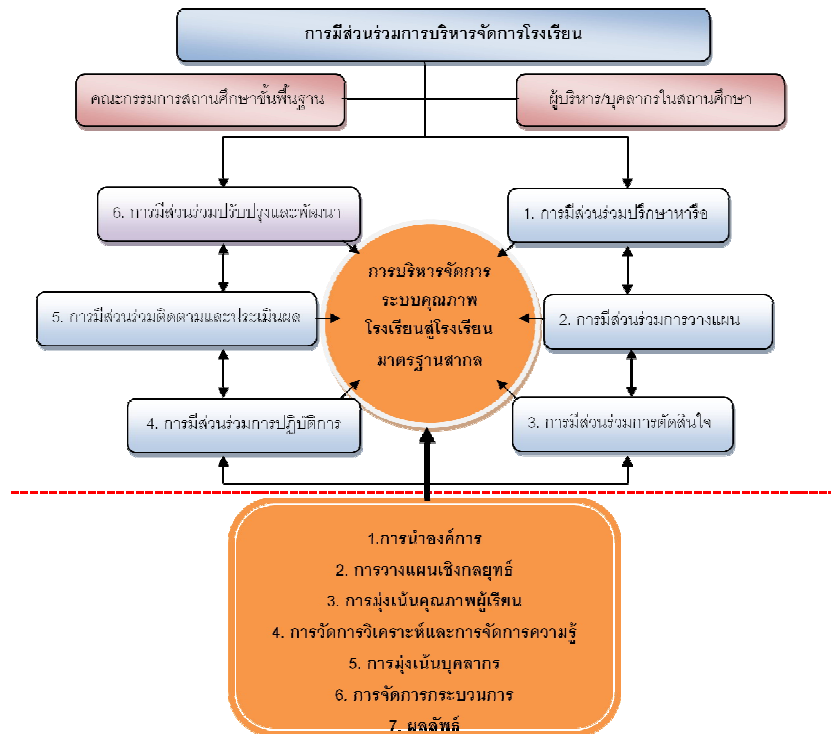 การมีส่วนร่วมการบริหารจัดการโรงเรียน
คณะกรรมการสถานศึกษาขั้นพื้นฐาน
ผู้บริหาร/บุคลากรในสถานศึกษา
6. การมีส่วนร่วมปรับปรุงและพัฒนา
1. การมีส่วนร่วมปรึกษาหารือ
การบริหารจัดการ
ระบบคุณภาพ
โรงเรียนสู่โรงเรียน
มาตรฐานสากล
5. การมีส่วนร่วมติดตามและประเมินผล
2. การมีส่วนร่วมการวางแผน
4. การมีส่วนร่วมการปฏิบัติการ
3. การมีส่วนร่วมการตัดสินใจ
1.การนำองค์การ
2. การวางแผนเชิงกลยุทธ์
3. การมุ่งเน้นคุณภาพผู้เรียน
4. การวัดการวิเคราะห์และการจัดการความรู้
5. การมุ่งเน้นบุคลากร
6. การจัดการกระบวนการ
7. ผลลัพธ์